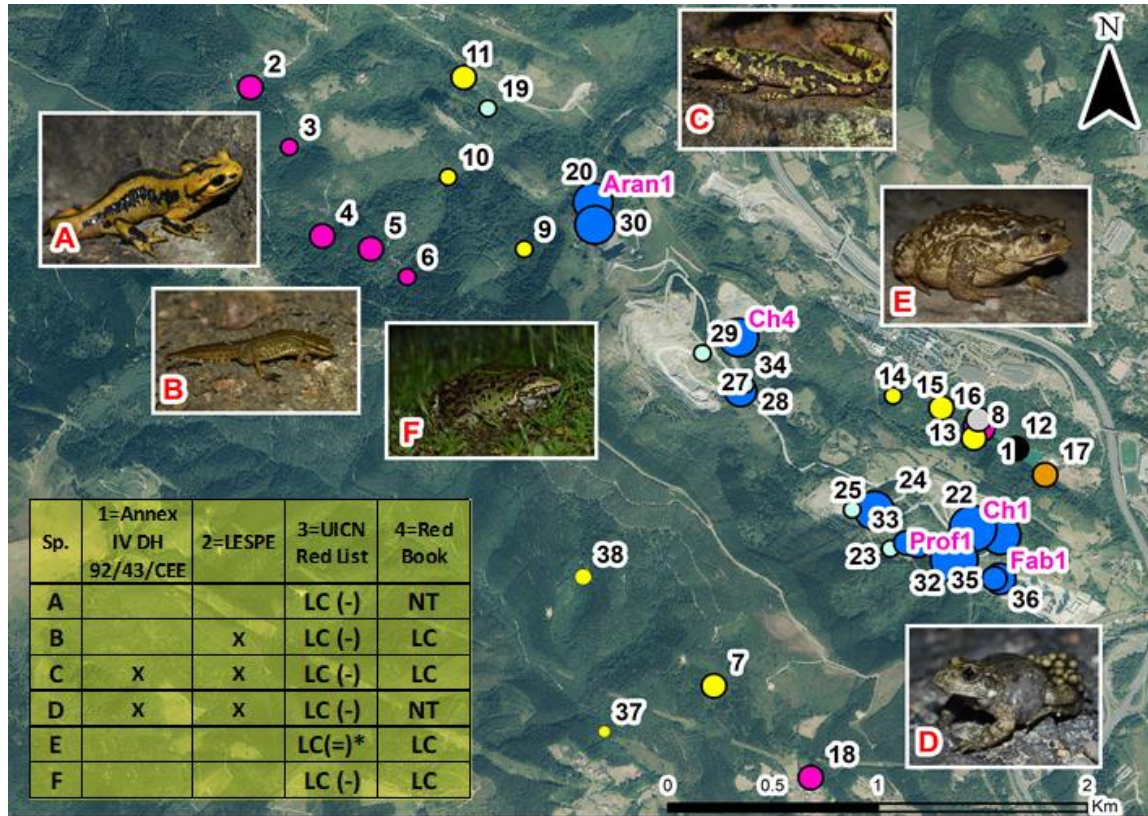 N
2
11
19
C
3
10
20
Aran1
30
A
4
5
6
9
E
B
F
29
Ch4
34
27
28
14
15
16
8
13
1
12
17
25
24
33
22
Ch1
23
Prof1
Fab1
32
35
36
38
7
37
18
D
0 0.5 1 2
Km
Sp. 1=Annex IV DH 92/43/CEE 2=LESPE 3=UICN Red List 4=Red Book
A LC (-) NT
B x LC (-) LC
C x x LC (-) LC
D x x LC (-) NT
E LC(=)* LC
F LC (-) LC